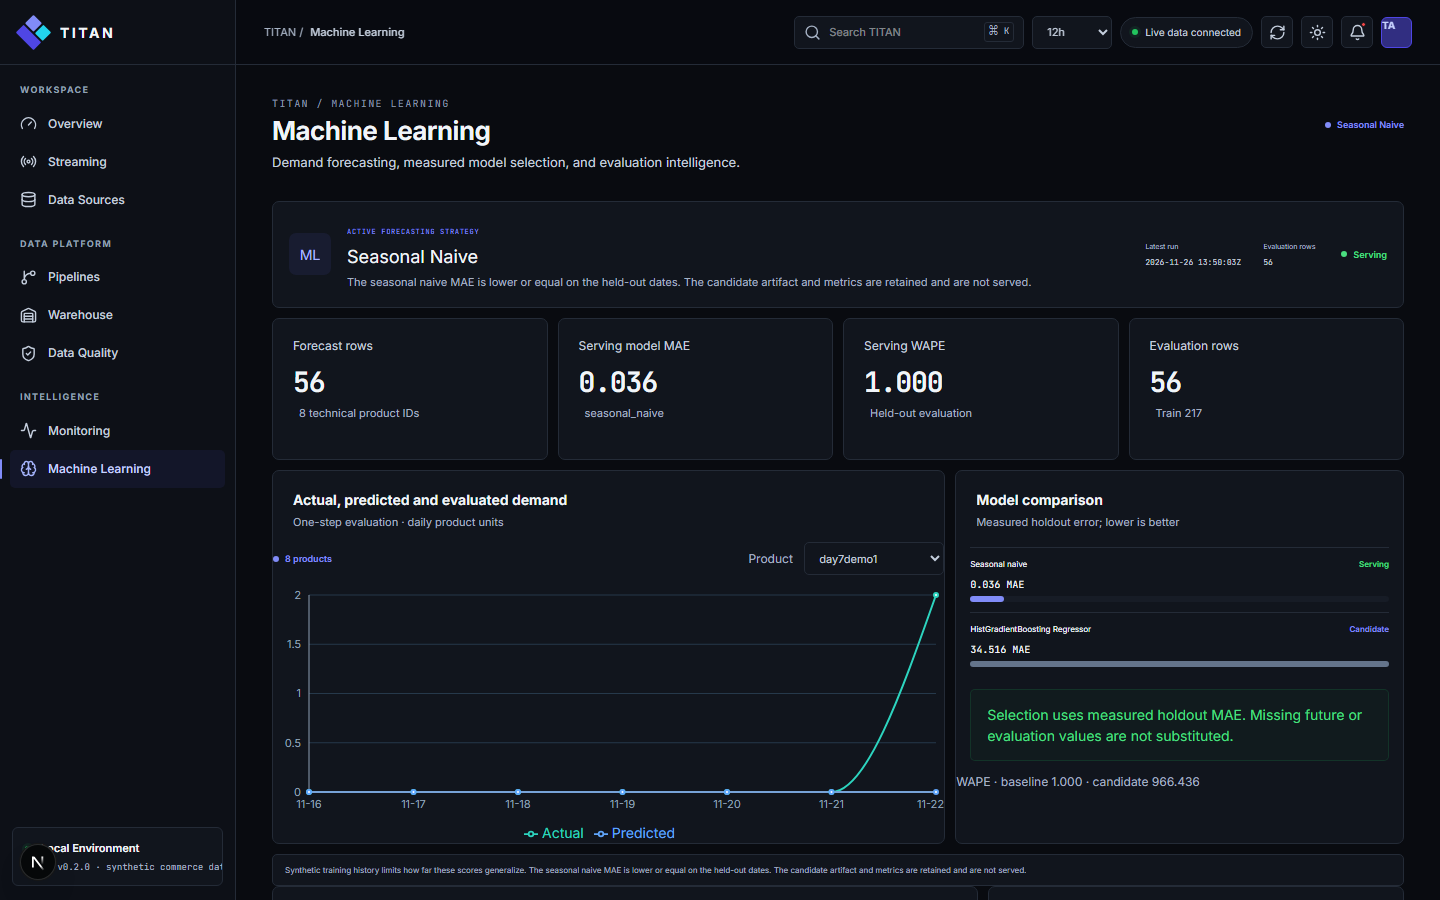 TITAN
TITAN / Machine Learning
Search TITAN
⌘ K
12h
Live data connected
TA
WORKSPACE
Overview
Streaming
Data Sources
DATA PLATFORM
Pipelines
Warehouse
Data Quality
INTELLIGENCE
Monitoring
Machine Learning
ocal Environment
v0.2.0 · synthetic commerce dat
N
TITAN / MACHINE LEARNING
Machine Learning
Demand forecasting, measured model selection, and evaluation intelligence.
Seasonal Naive
ML
ACTIVE FORECASTING STRATEGY
Seasonal Naive
The seasonal naive MAE is lower or equal on the held-out dates. The candidate artifact and metrics are retained and are not served.
Latest run
2026-11-26 13:50:03Z
Evaluation rows
56
Serving
Forecast rows
56
8 technical product IDs
Serving model MAE
0.036
seasonal_naive
Serving WAPE
1.000
Held-out evaluation
Evaluation rows
56
Train 217
Actual, predicted and evaluated demand
One-step evaluation · daily product units
8 products
Product
day7demo1
2
1.5
1
0.5
0
11-16 11-17 11-18 11-19 11-20 11-21 11-22
Actual Predicted
Model comparison
Measured holdout error; lower is better
Seasonal naive Serving
0.036 MAE
HistGradientBoosting Regressor Candidate
34.516 MAE
Selection uses measured holdout MAE. Missing future or
evaluation values are not substituted.
WAPE · baseline 1.000 · candidate 966.436
Synthetic training history limits how far these scores generalize. The seasonal naive MAE is lower or equal on the held-out dates. The candidate artifact and metrics are retained and are not served.